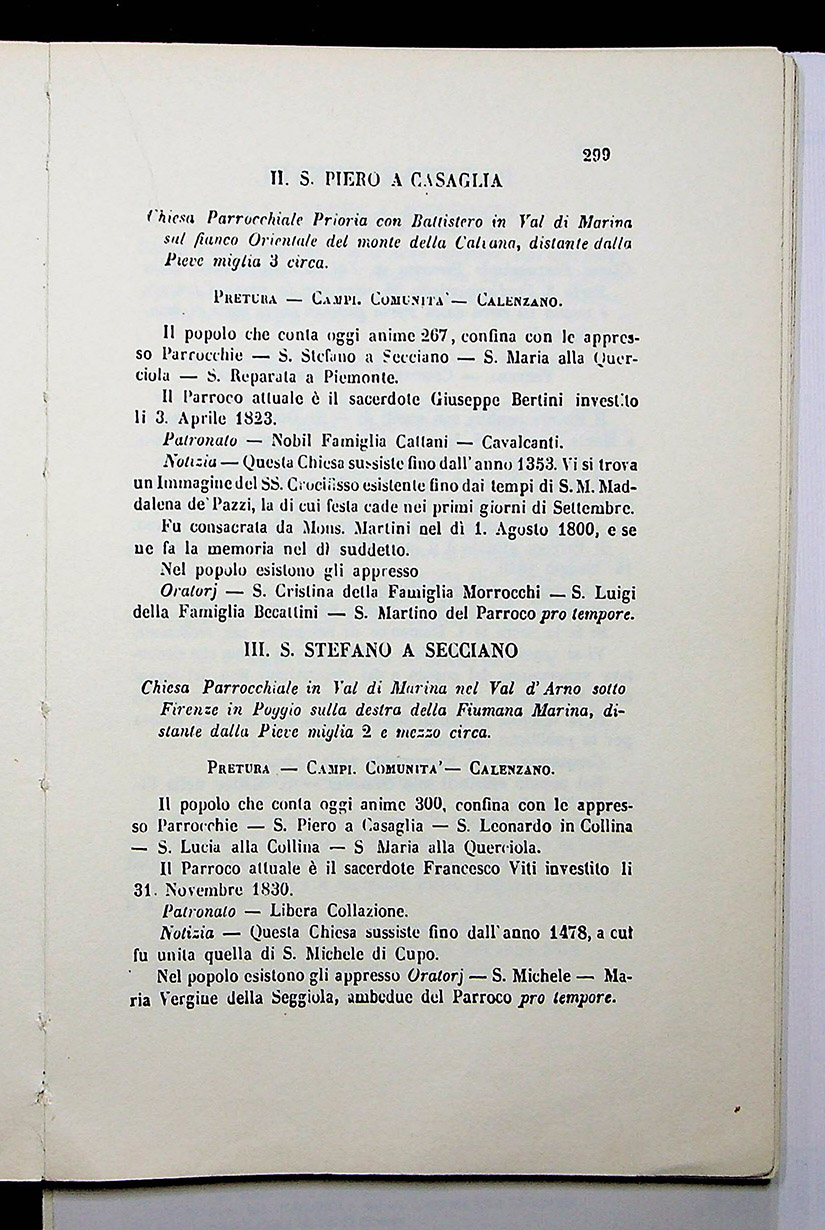 299
II. S. PIERO A CASAGLIA
Chiesa Parrocchiale Prioria con Battistero in Val di Marina
sul fianco Orientale del monte della Calvana, distante dalla
Pieve miglia 3 circa.
PRETURA — CAMPI. COMUNITA' — CALENZANO.
Il popolo che conta oggi anime 267, confina con le appres-
so Parrocchie — S. Stefano a Secciano — S. Maria alla Quer-
ciola — S. Reparata a Piemonte.
Il Parroco attuale è il sacerdote Giuseppe Bertini investito
li 3. Aprile 1823.
Patronato — Nobil Famiglia Cattani — Cavalcanti.
Notizia — Questa Chiesa sussiste fino dall'anno 1353. Vi si trova
un Immagine del SS. Crocifisso esistente fino dai tempi di S. M. Mad-
dalena de' Pazzi, la di cui festa cade nei primi giorni di Settembre.
Fu consacrata da Mons. Martini nel dì 1. Agosto 1800, e se
ne fa la memoria nel dì suddetto.
Nel popolo esistono gli appresso
Oratorj — S. Cristina della Famiglia Morrocchi — S. Luigi
della Famiglia Becattini — S. Martino del Parroco pro tempore.
III. S. STEFANO A SECCIANO
Chiesa Parrocchiale in Val di Marina nel Val d'Arno sotto
Firenze in Poggio sulla destra della Fiumana Marina, di-
stante dalla Pieve miglia 2 e mezzo circa.
PRETURA — CAMPI. COMUNITA' — CALENZANO.
Il popolo che conta oggi anime 300, confina con le appres-
so Parrocchie — S. Piero a Casaglia — S. Leonardo in Collina
— S. Lucia alla Collina — S Maria alla Querciola.
Il Parroco attuale è il sacerdote Francesco Viti investito li
31. Novembre 1830.
Patronato — Libera Collazione.
Notizia — Questa Chiesa sussiste fino dall'anno 1478, a cui
fu unita quella di S. Michele di Cupo.
Nel popolo esistono gli appresso Oratorj — S. Michele — Ma-
ria Vergine della Seggiola, ambedue del Parroco pro tempore.